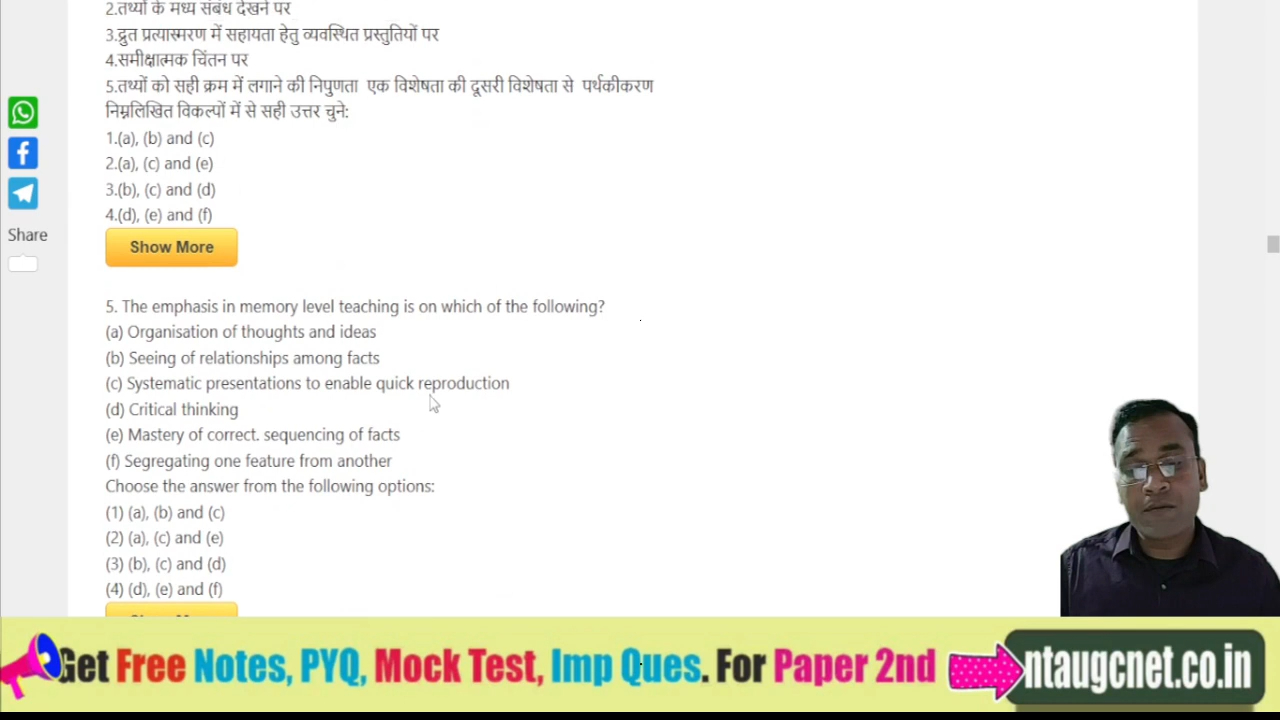 2.तथ्यों के मध्य संबंध देखने पर
3.द्रुत प्रत्यास्मरण में सहायता हेतु व्यवस्थित प्रस्तुतियों पर
4.समीक्षात्मक चिंतन पर
5.तथ्यों को सही क्रम में लगाने की निपुणता एक विशेषता की दूसरी विशेषता से पर्थकीकरण
निम्नलिखित विकल्पों में से सही उत्तर चुने:
1.(a), (b) and (c)
2.(a), (c) and (e)
3.(b), (c) and (d)
4.(d), (e) and (f)
Share
Show More
5. The emphasis in memory level teaching is on which of the following?
(a) Organisation of thoughts and ideas
(b) Seeing of relationships among facts
(c) Systematic presentations to enable quick reproduction
(d) Critical thinking
(e) Mastery of correct. sequencing of facts
(f) Segregating one feature from another
Choose the answer from the following options:
(1) (a), (b) and (c)
(2) (a), (c) and (e)
(3) (b), (c) and (d)
(4) (d), (e) and (f)
Get Free Notes, PYQ, Mock Test, Imp Ques. For Paper 2nd
ntaugcnet.co.in